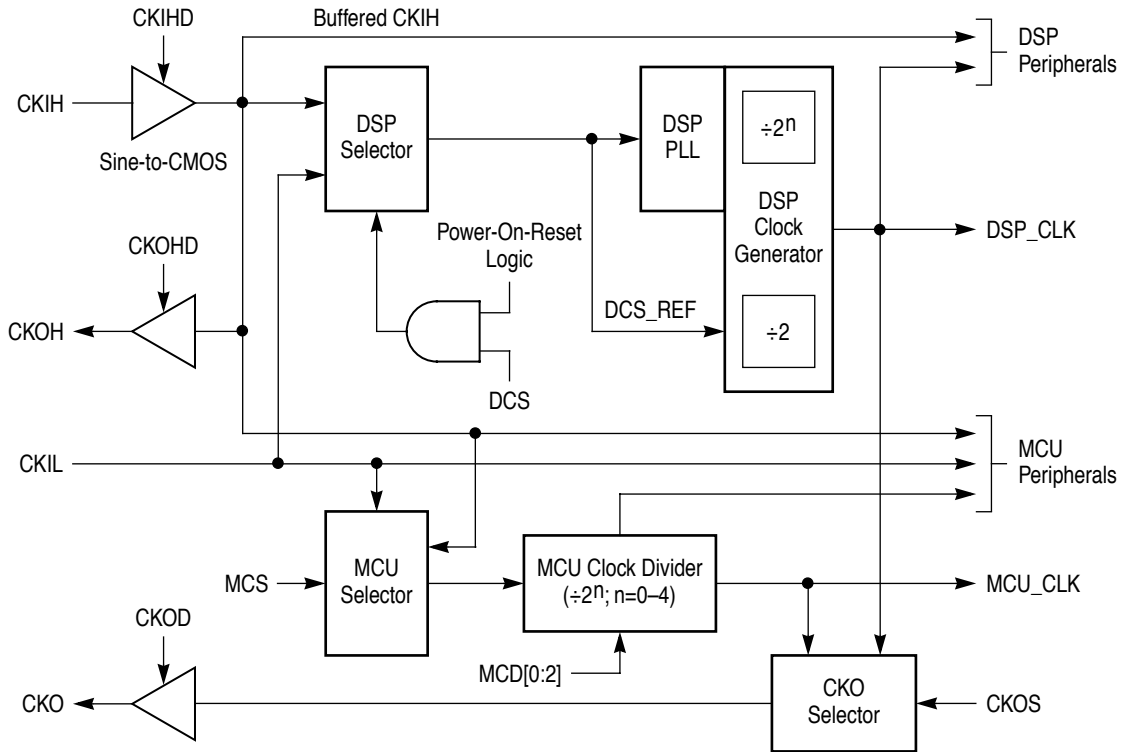 CKIHD
Buffered CKIH
DSP
Peripherals
CKIH
Sine-to-CMOS
DSP
Selector
DSP
PLL
÷2n
DSP
Clock
Generator
÷2
DSP_CLK
Power-On-Reset
Logic
CKOHD
CKOH
DCS_REF
DCS
CKIL
MCU
Peripherals
MCS
MCU
Selector
MCU Clock Divider
(÷2n; n=0–4)
MCU_CLK
MCD[0:2]
CKOD
CKO
CKO
Selector
CKOS